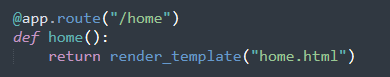 @app.route("/home")
def home():
    return render_template("home.html")